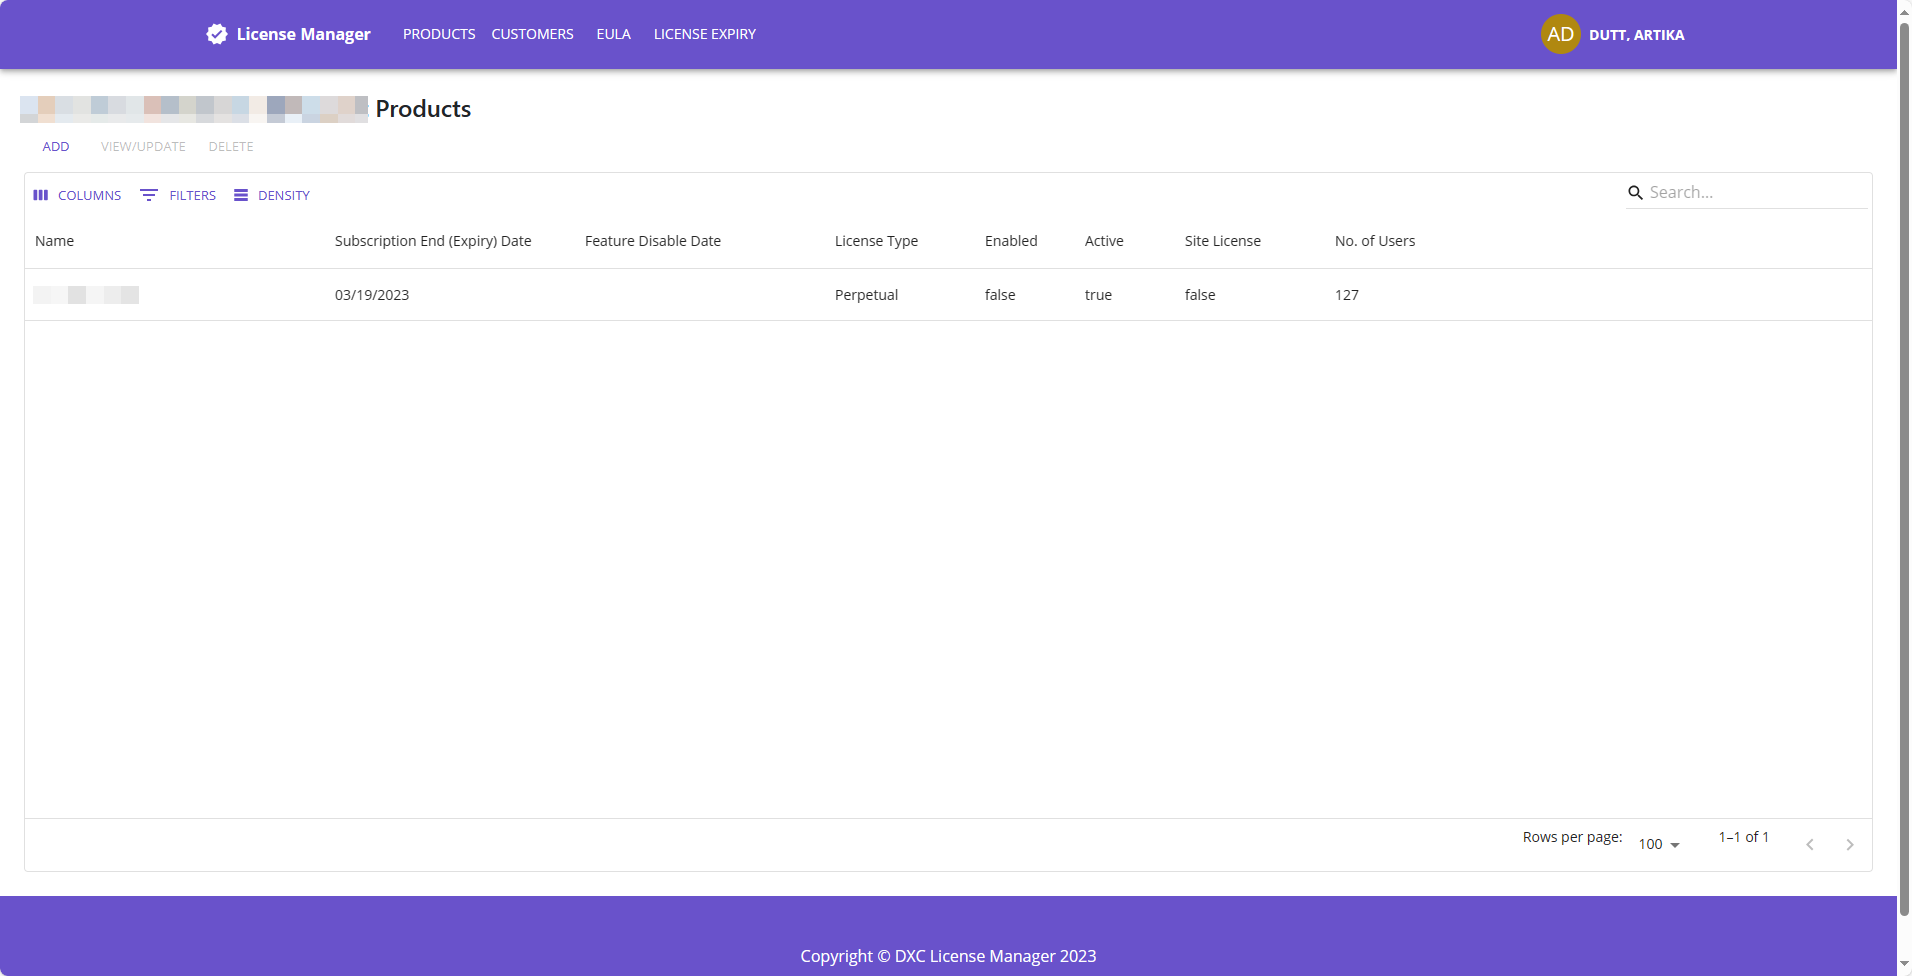 License Manager PRODUCTS CUSTOMERS EULA LICENSE EXPIRY AD DUTT, ARTIKA
Products
ADD VIEW/UPDATE DELETE
COLUMNS FILTERS DENSITY Search...
Name Subscription End (Expiry) Date Feature Disable Date License Type Enabled Active Site License No. of Users
03/19/2023 Perpetual false true false 127
Rows per page: 100 1–1 of 1
Copyright © DXC License Manager 2023